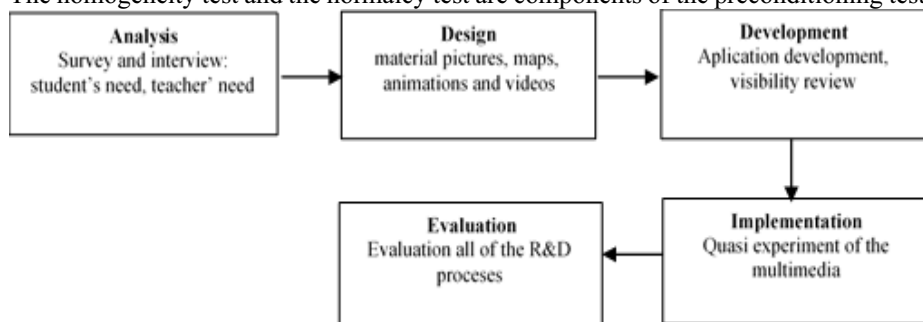 The homogeneity test and the normalcy test are components of the preconditioning test
Analysis
Survey and interview:
student's need, teacher' need
Design
material pictures, maps,
animations and videos
Development
Aplication development,
visibility review
Implementation
Quasi experiment of the
multimedia
Evaluation
Evaluation all of the R&D
proceses